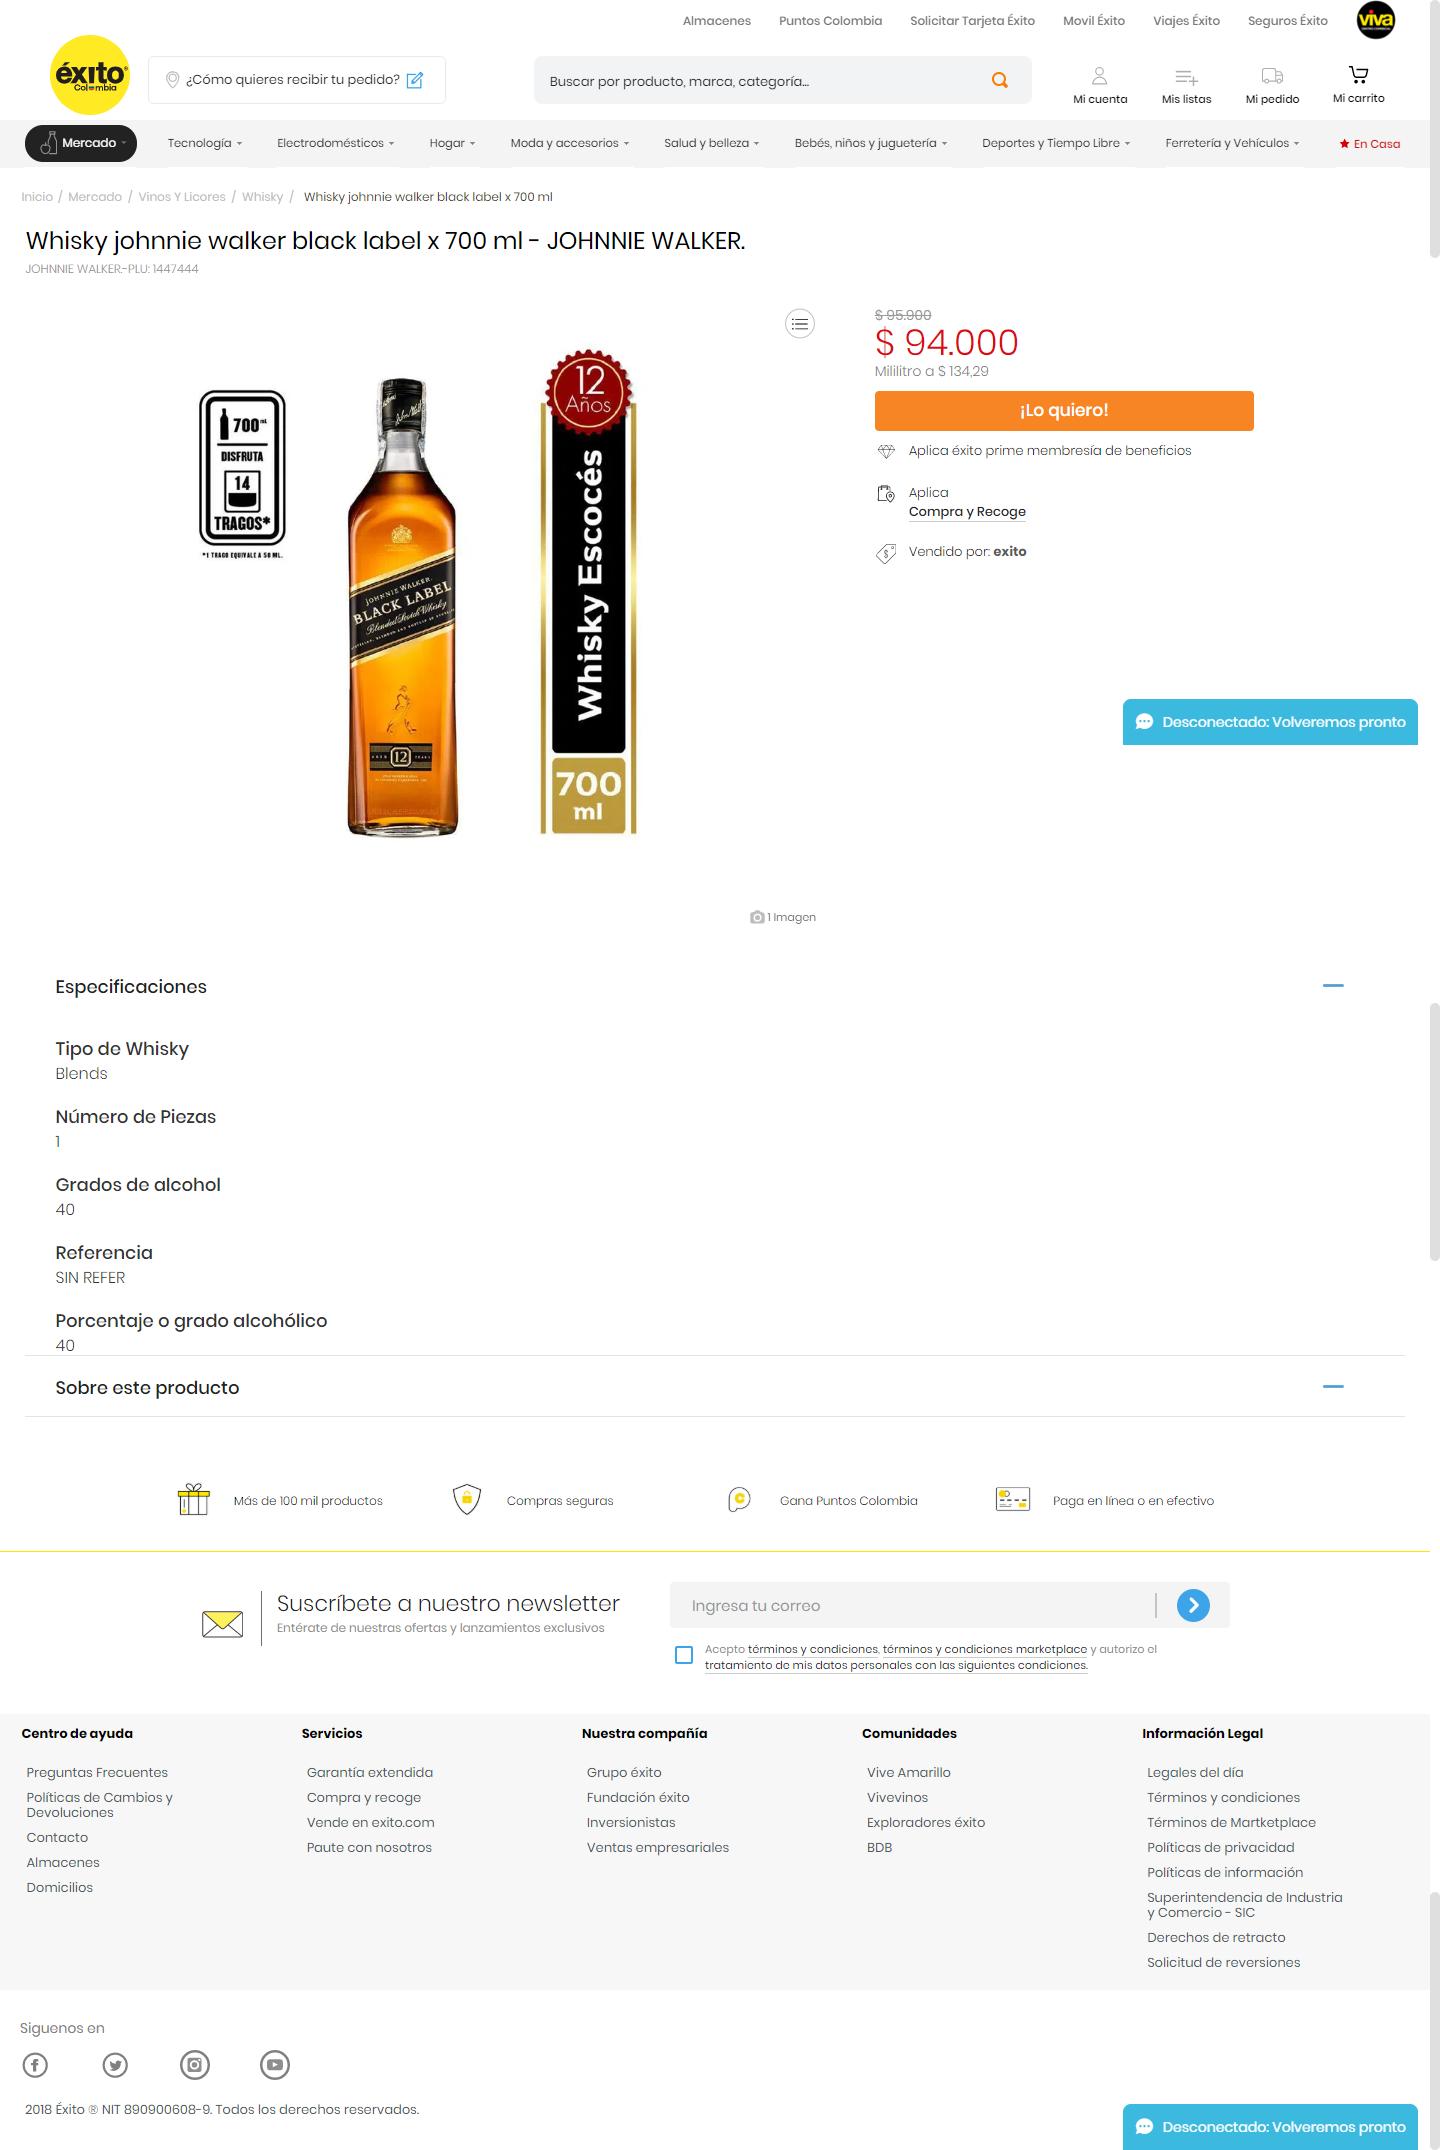 Almacenes Puntos Colombia Solicitar Tarjeta Éxito Movil Éxito Viajes Éxito Seguros Éxito viva
éxito
Colombia
¿Cómo quieres recibir tu pedido?
Buscar por producto, marca, categoría...
Mi cuenta Mis listas Mi pedido Mi carrito
Mercado Tecnología Electrodomésticos Hogar Moda y accesorios Salud y belleza Bebés, niños y juguetería Deportes y Tiempo Libre Ferretería y Vehículos En Casa
Inicio / Mercado / Vinos Y Licores / Whisky / Whisky johnnie walker black label x 700 ml
Whisky johnnie walker black label x 700 ml - JOHNNIE WALKER.
JOHNNIE WALKER.-PLU: 1447444
700 ml
DISFRUTA
14
TRAGOS*
*1 TRAGO EQUIVALE A 50 ML.
JOHNNIE WALKER.
BLACK LABEL
Blended Scotch Whisky
AGED 12 YEARS
12
Años
Whisky Escocés
700
ml
$ 95.900
$ 94.000
Mililitro a $ 134,29
¡Lo quiero!
Aplica éxito prime membresía de beneficios
Aplica
Compra y Recoge
Vendido por: exito
Desconectado: Volveremos pronto
1 Imagen
Especificaciones
Tipo de Whisky
Blends
Número de Piezas
1
Grados de alcohol
40
Referencia
SIN REFER
Porcentaje o grado alcohólico
40
Sobre este producto
Más de 100 mil productos Compras seguras Gana Puntos Colombia Paga en línea o en efectivo
Suscríbete a nuestro newsletter
Entérate de nuestras ofertas y lanzamientos exclusivos
Ingresa tu correo
Acepto términos y condiciones, términos y condiciones marketplace y autorizo el
tratamiento de mis datos personales con las siguientes condiciones.
Centro de ayuda
Preguntas Frecuentes
Políticas de Cambios y
Devoluciones
Contacto
Almacenes
Domicilios
Servicios
Garantía extendida
Compra y recoge
Vende en exito.com
Paute con nosotros
Nuestra compañía
Grupo éxito
Fundación éxito
Inversionistas
Ventas empresariales
Comunidades
Vive Amarillo
Vivevinos
Exploradores éxito
BDB
Información Legal
Legales del día
Términos y condiciones
Términos de Martketplace
Políticas de privacidad
Políticas de información
Superintendencia de Industria
y Comercio - SIC
Derechos de retracto
Solicitud de reversiones
Siguenos en
2018 Éxito ® NIT 890900608-9. Todos los derechos reservados.
Desconectado: Volveremos pronto